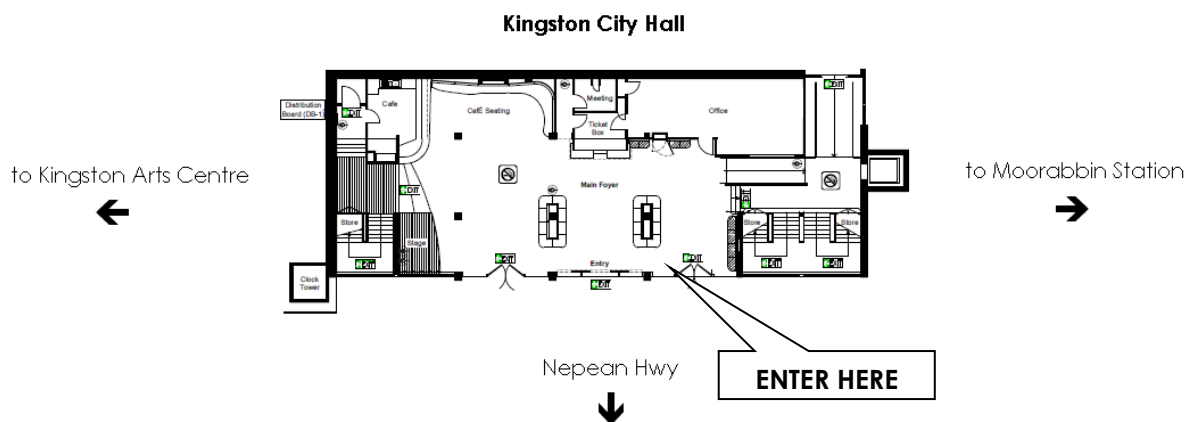 Kingston City Hall
Distribution
Board (DB-1)
Cafe
CafÉ Seating
Meeting
Ticket
Box
Office
to Kingston Arts Centre
to Moorabbin Station
Main Foyer
Store
Stage
Store
Store
Entry
Clock
Tower
Nepean Hwy
ENTER HERE